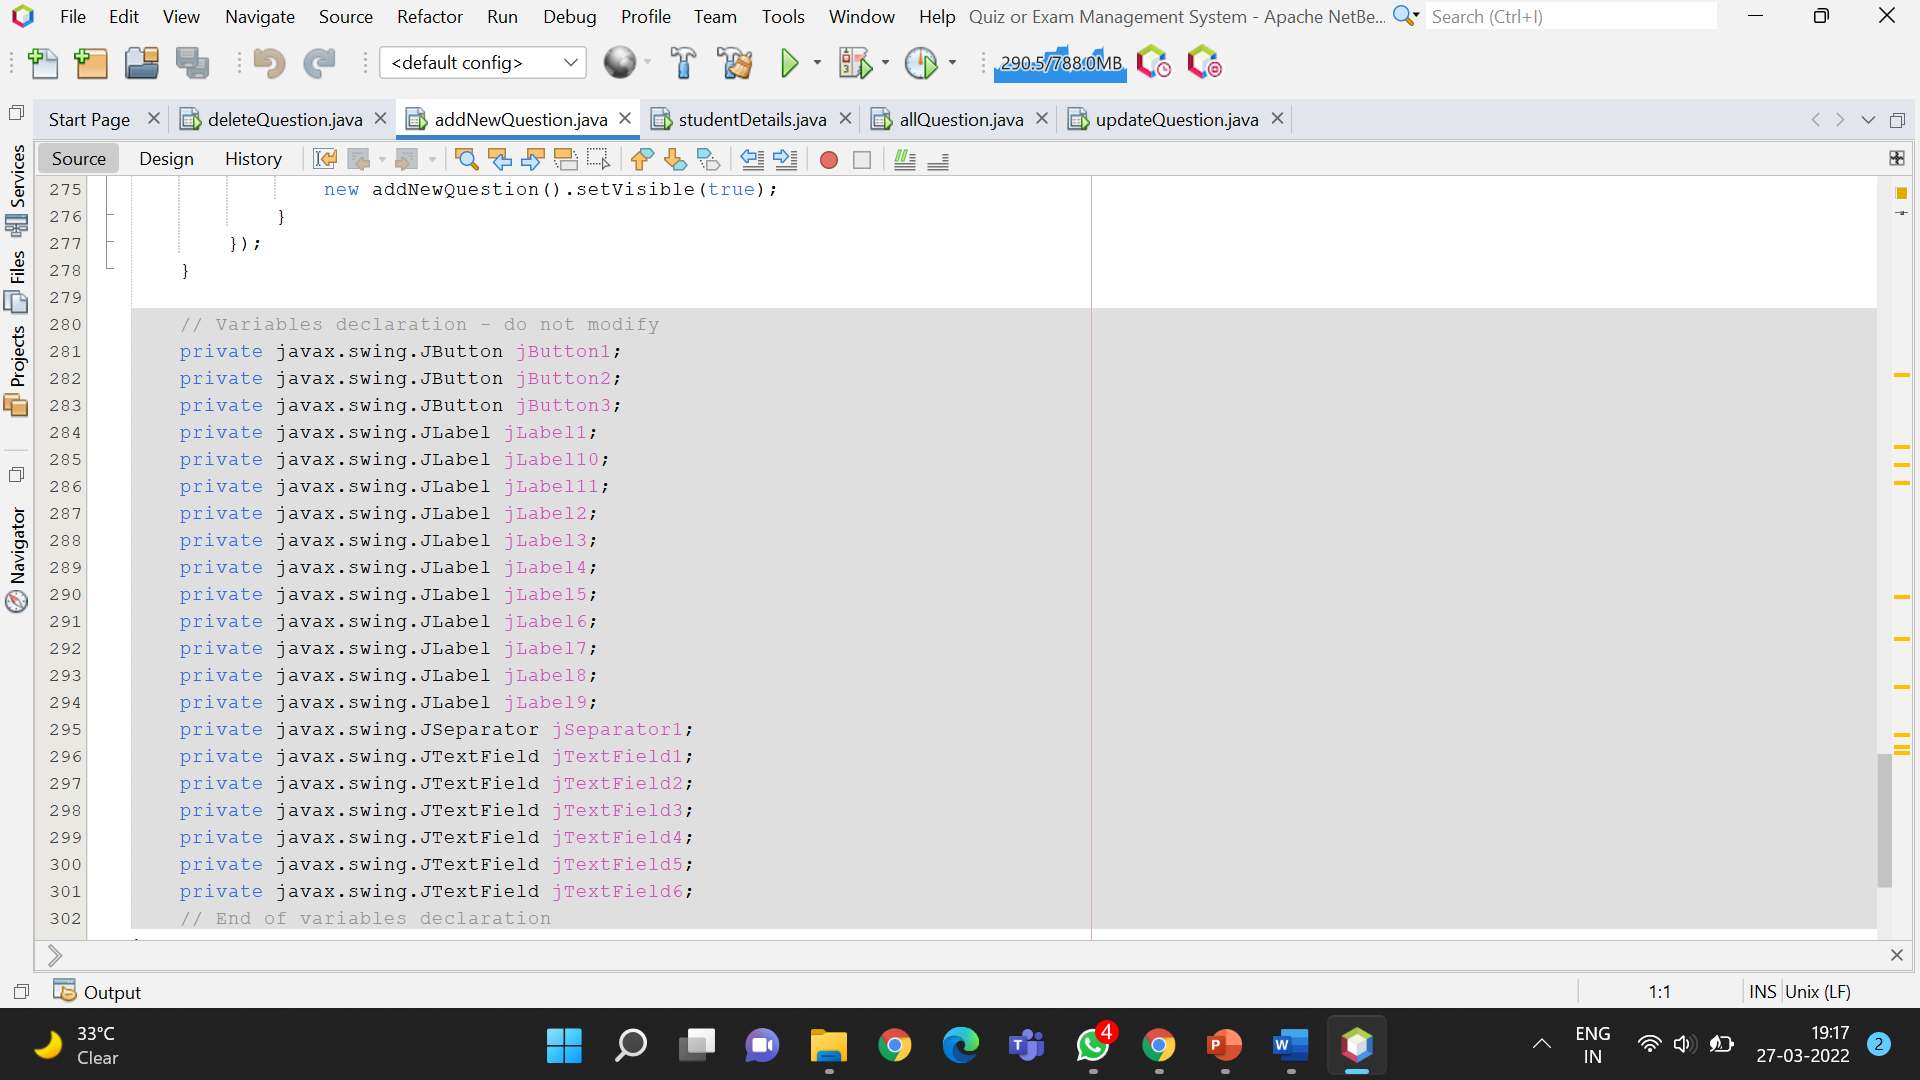 File Edit View Navigate Source Refactor Run Debug Profile Team Tools Window Help Quiz or Exam Management System - Apache NetBe... Search (Ctrl+I)
<default config> 290.5/788.0MB
Start Page deleteQuestion.java addNewQuestion.java studentDetails.java allQuestion.java updateQuestion.java
Source Design History
Services
Files
Projects
Navigator
275 new addNewQuestion().setVisible(true);
276 }
277 });
278 }
279
280 // Variables declaration - do not modify
281 private javax.swing.JButton jButton1;
282 private javax.swing.JButton jButton2;
283 private javax.swing.JButton jButton3;
284 private javax.swing.JLabel jLabel1;
285 private javax.swing.JLabel jLabel10;
286 private javax.swing.JLabel jLabel11;
287 private javax.swing.JLabel jLabel2;
288 private javax.swing.JLabel jLabel3;
289 private javax.swing.JLabel jLabel4;
290 private javax.swing.JLabel jLabel5;
291 private javax.swing.JLabel jLabel6;
292 private javax.swing.JLabel jLabel7;
293 private javax.swing.JLabel jLabel8;
294 private javax.swing.JLabel jLabel9;
295 private javax.swing.JSeparator jSeparator1;
296 private javax.swing.JTextField jTextField1;
297 private javax.swing.JTextField jTextField2;
298 private javax.swing.JTextField jTextField3;
299 private javax.swing.JTextField jTextField4;
300 private javax.swing.JTextField jTextField5;
301 private javax.swing.JTextField jTextField6;
302 // End of variables declaration
Output 1:1 INS Unix (LF)
33°C
Clear
4
ENG
IN
19:17
27-03-2022
2